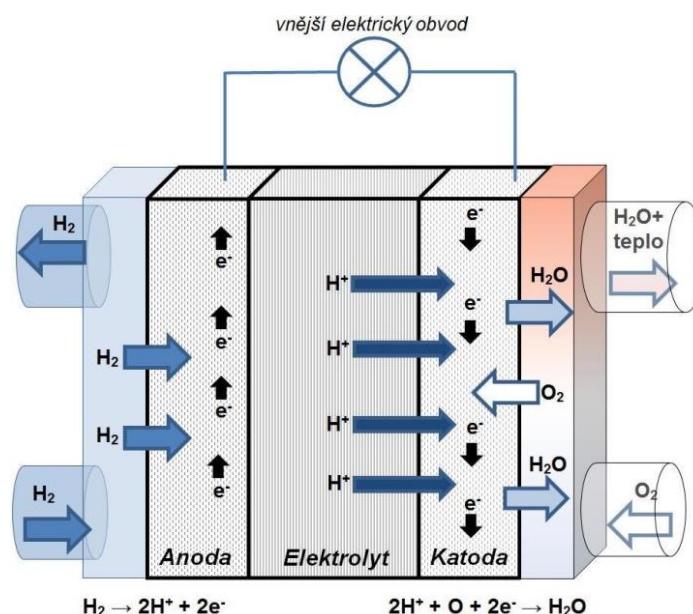 vnější elektrický obvod
H₂
H₂O+
teplo
e⁻
e⁻
H⁺
H₂O
e⁻
e⁻
H₂
H⁺
e⁻
O₂
H₂
H⁺
e⁻
e⁻
H₂O
H₂
H⁺
e⁻
O₂
Anoda
Elektrolyt
Katoda
H₂ → 2H⁺ + 2e⁻
2H⁺ + O + 2e⁻ → H₂O